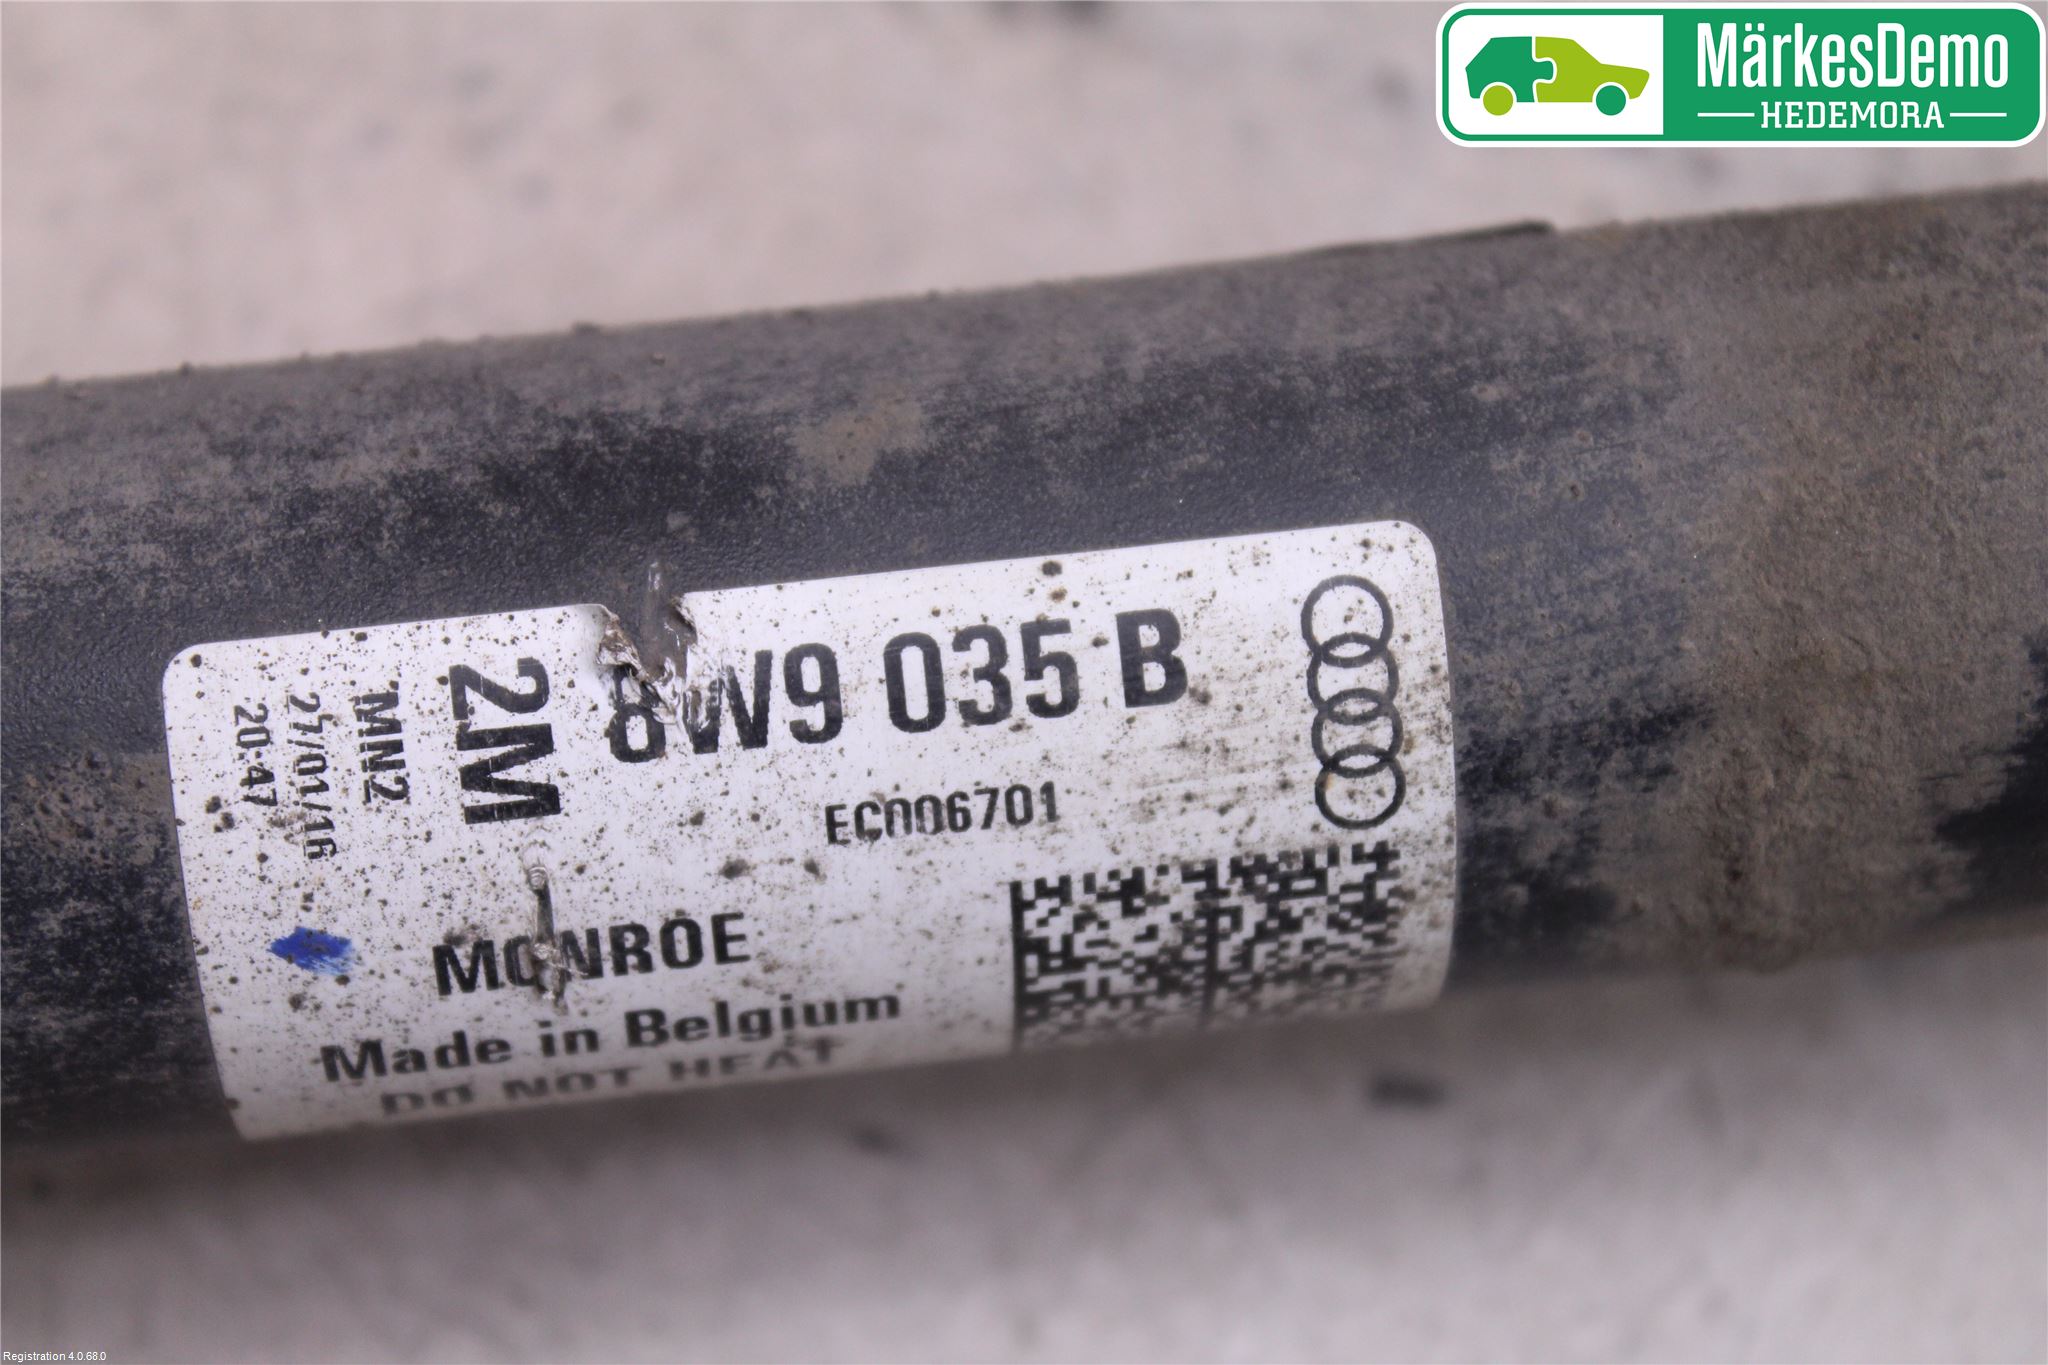 MärkesDemo
HEDEMORA
8W9 035 B
2M
MN2
27/01/16
20:47
EC006701
MONROE
Made in Belgium
DO NOT HEAT
Registration 4.0.68.0